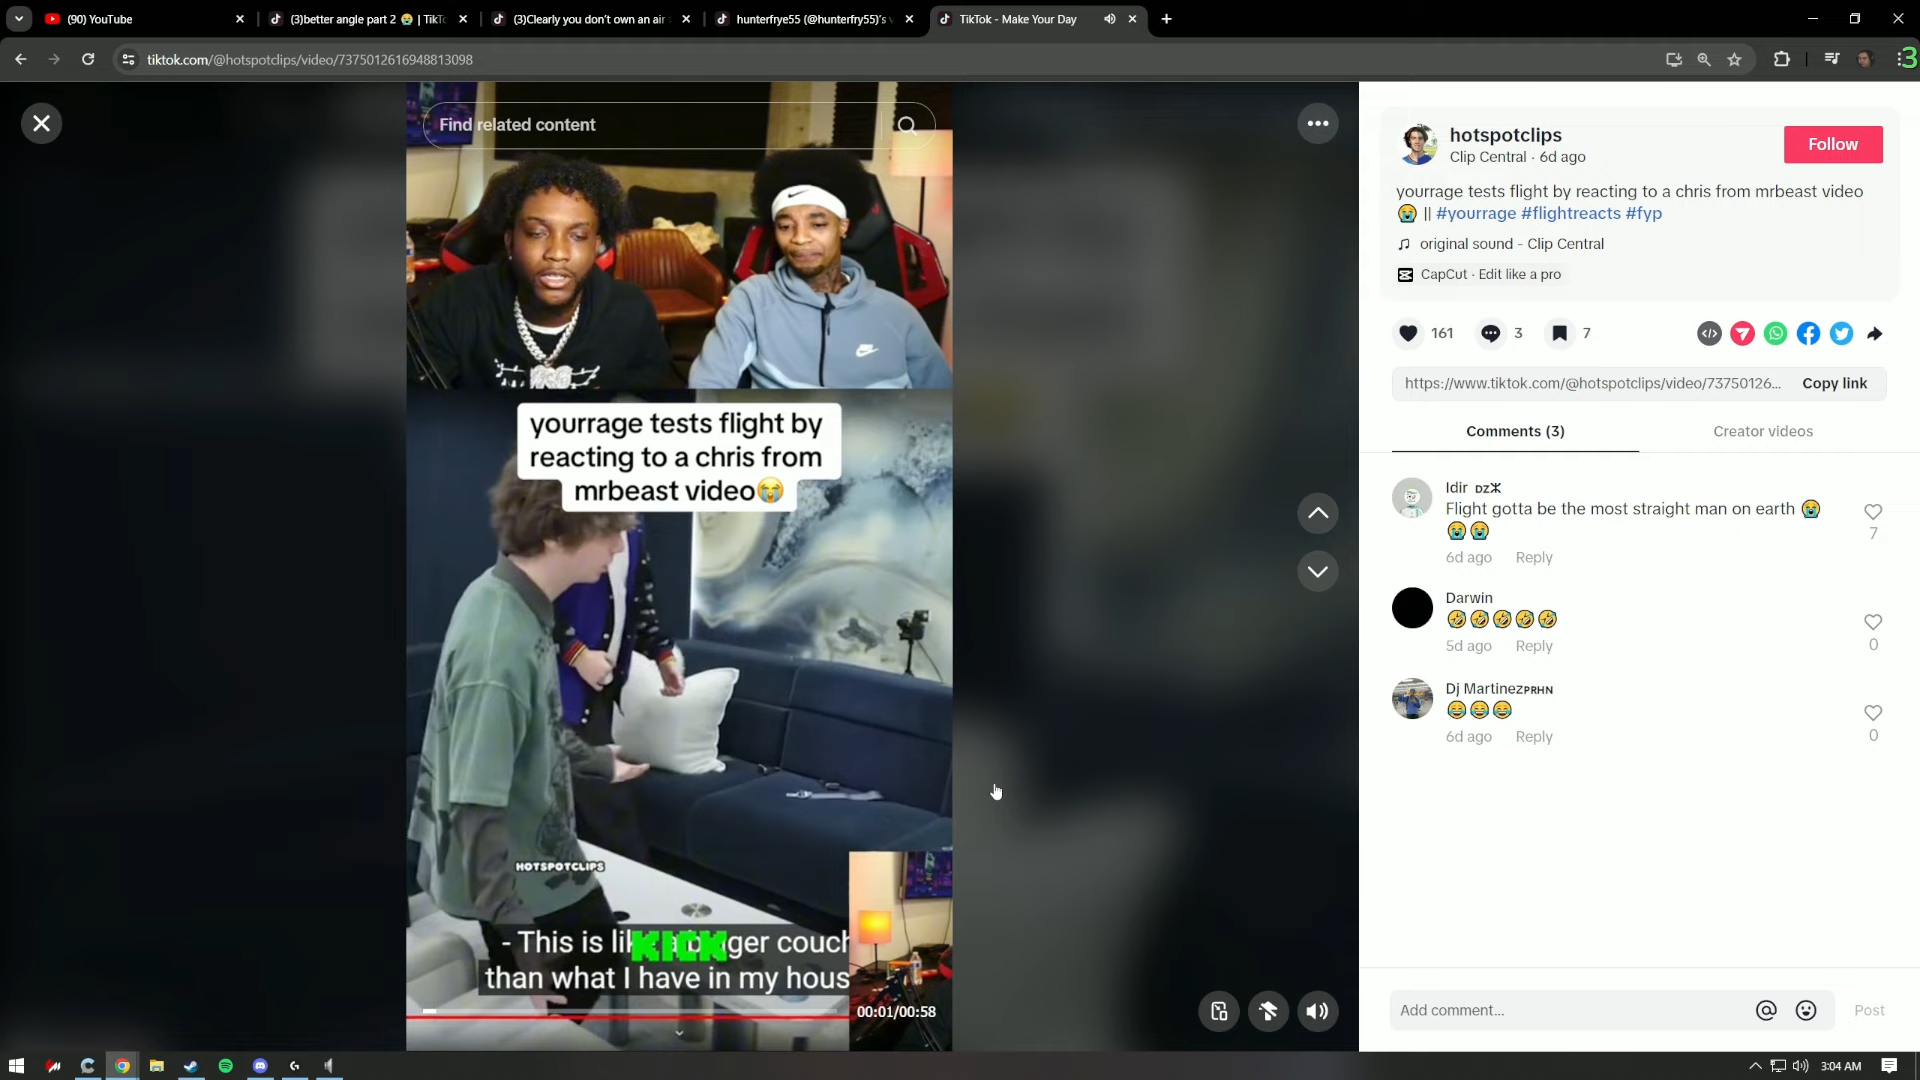 (90) YouTube
(3)better angle part 2 😭 | TikTo
(3)Clearly you don't own an air
hunterfrye55 (@hunterfry55)'s v
TikTok - Make Your Day
tiktok.com/@hotspotclips/video/7375012616948813098
3
Find related content
yourrage tests flight by
reacting to a chris from
mrbeast video😭
HOTSPOTCLIPS
KICK
- This is like a bigger couch
than what I have in my hous
00:01/00:58
hotspotclips
Clip Central · 6d ago
Follow
yourrage tests flight by reacting to a chris from mrbeast video
😭 || #yourrage #flightreacts #fyp
original sound - Clip Central
CapCut · Edit like a pro
161
3
7
https://www.tiktok.com/@hotspotclips/video/73750126...
Copy link
Comments (3)
Creator videos
Idir ᴅᴢⵣ
Flight gotta be the most straight man on earth 😭
😭😭
7
6d ago
Reply
Darwin
🤣🤣🤣🤣🤣
0
5d ago
Reply
Dj Martinezᴘʀʜɴ
😂😂😂
0
6d ago
Reply
Add comment...
Post
3:04 AM